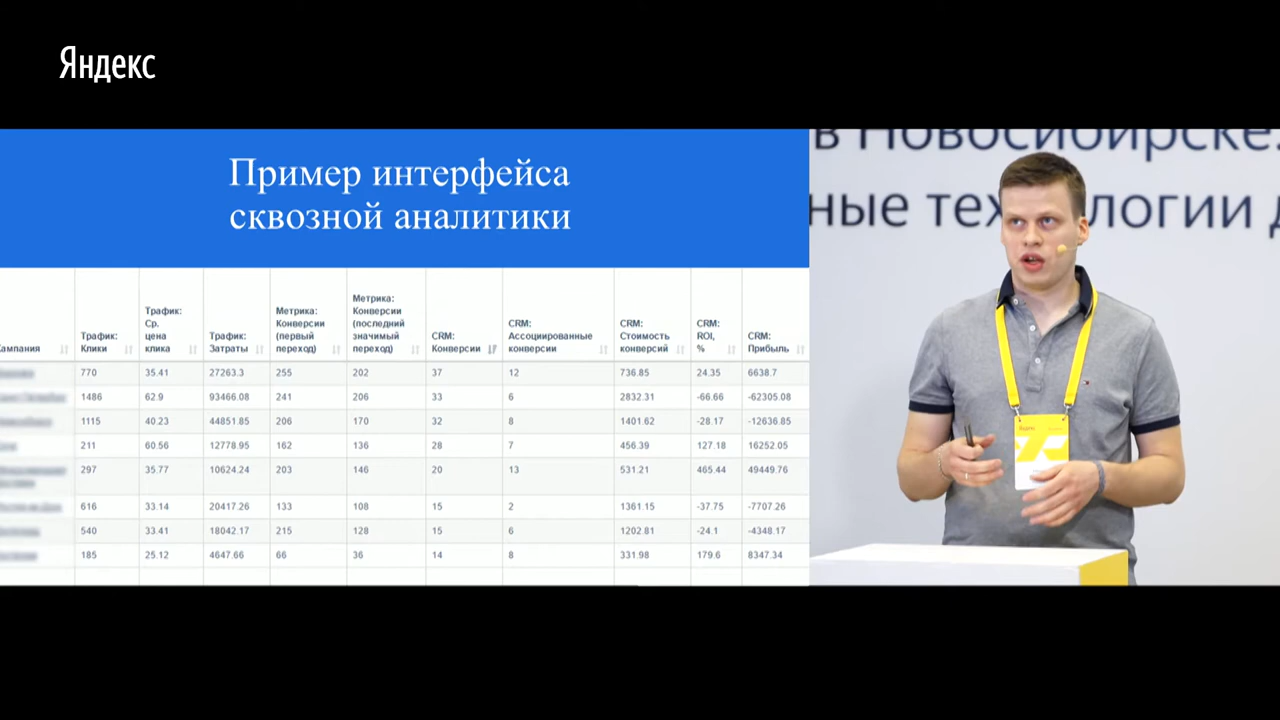 Яндекс
Пример интерфейса
сквозной аналитики
в Новосибирске.
ные технологии д
Трафик: Метрика: Метрика: CRM: CRM: CRM:
Кампания Трафик: Клики
Трафик: Ср. цена клика
Трафик: Затраты
Метрика: Конверсии (первый переход)
Метрика: Конверсии (последний значимый переход)
CRM: Конверсии
CRM: Ассоциированные конверсии
CRM: Стоимость конверсий
CRM: ROI, %
CRM: Прибыль
770 35.41 27263.3 255 202 37 12 736.85 24.35 6638.7
1486 62.9 93466.08 241 206 33 6 2832.31 -66.66 -62305.08
1115 40.23 44851.85 206 170 32 8 1401.62 -28.17 -12636.85
211 60.56 12778.95 162 136 28 7 456.39 127.18 16252.05
297 35.77 10624.24 203 146 20 13 531.21 465.44 49449.76
616 33.14 20417.26 133 108 15 2 1361.15 -37.75 -7707.26
540 33.41 18042.17 215 128 15 6 1202.81 -24.1 -4348.17
185 25.12 4647.66 66 36 14 8 331.98 179.6 8347.34